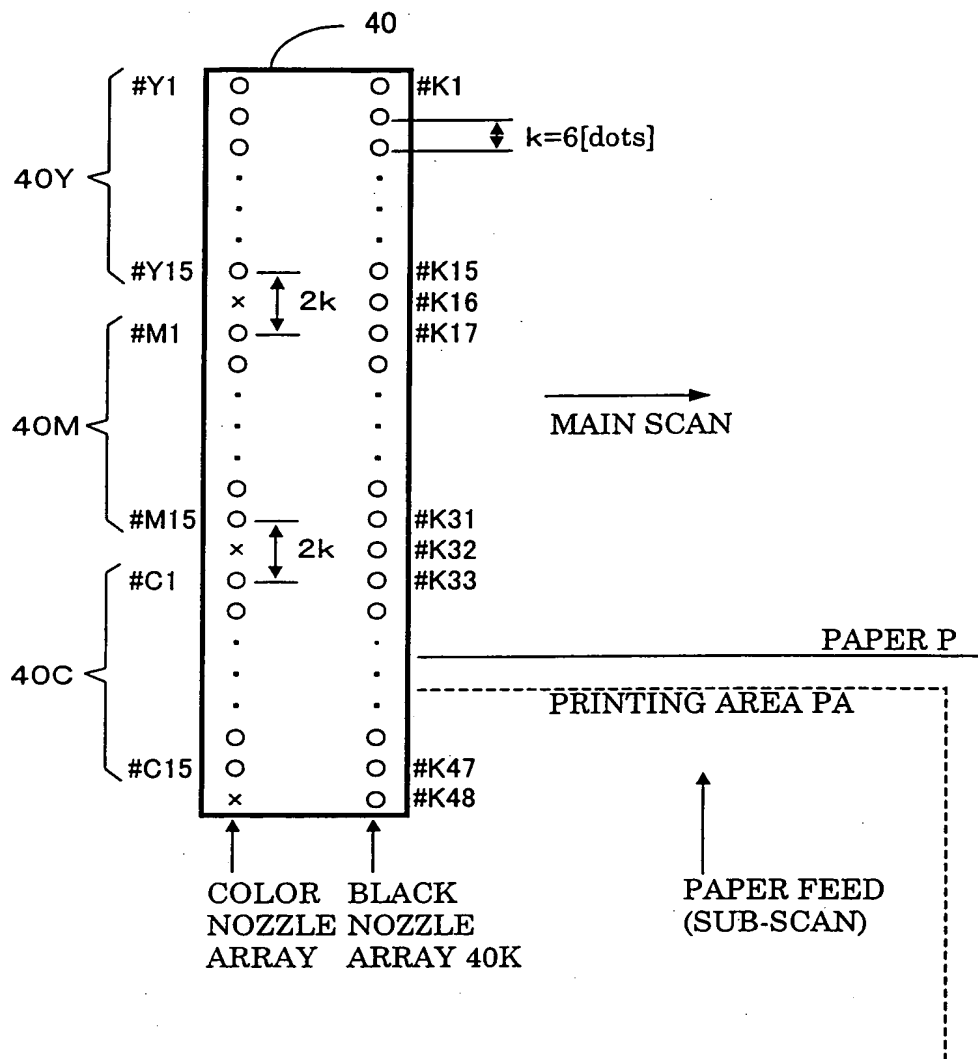 40
#Y1 #K1
k=6[dots]
40Y
#Y15 #K15
2k #K16
#M1 #K17
MAIN SCAN
40M
#M15 #K31
2k #K32
#C1 #K33
PAPER P
40C
PRINTING AREA PA
#C15 #K47
#K48
COLOR
NOZZLE
ARRAY
BLACK
NOZZLE
ARRAY 40K
PAPER FEED
(SUB-SCAN)